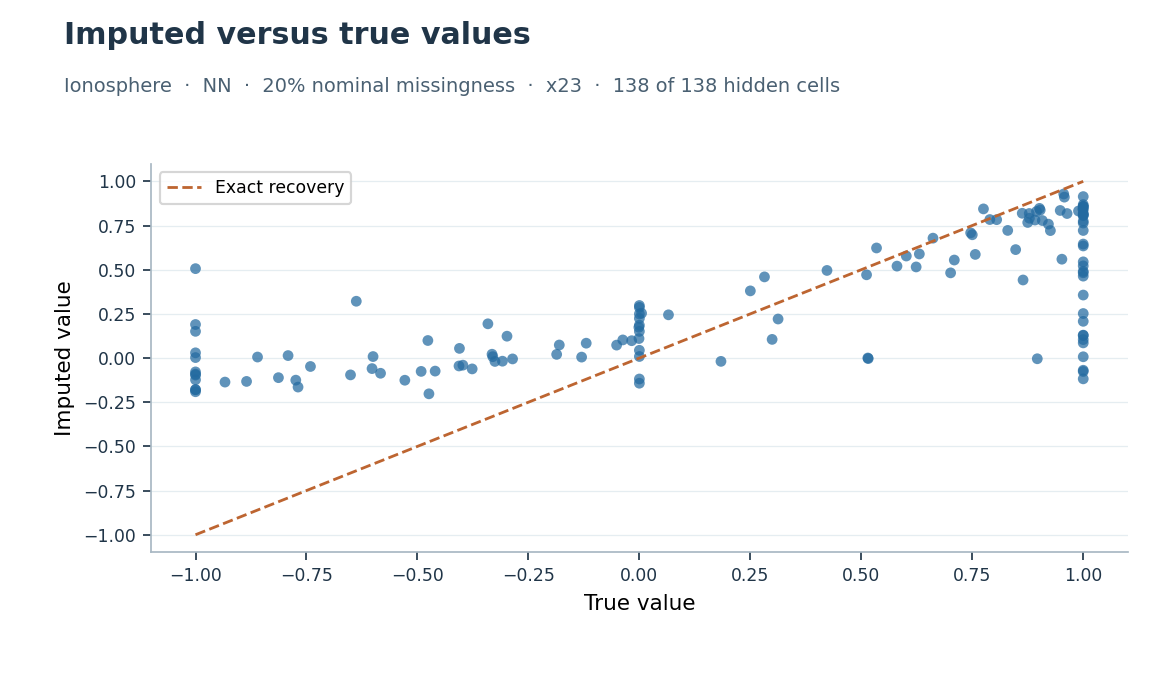 Imputed versus true values
Ionosphere · NN · 20% nominal missingness · x23 · 138 of 138 hidden cells
Exact recovery
1.00
0.75
0.50
0.25
0.00
−0.25
−0.50
−0.75
−1.00
Imputed value
−1.00 −0.75 −0.50 −0.25 0.00 0.25 0.50 0.75 1.00
True value